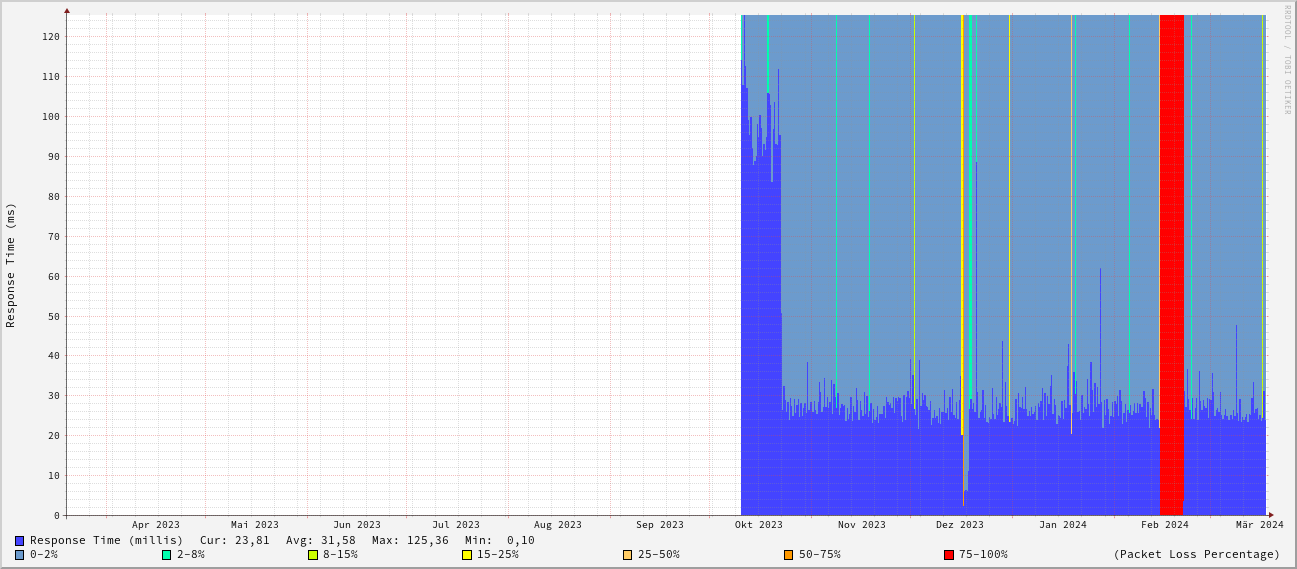 RRDTOOL / TOBI OETIKER
Response Time (ms)
120
110
100
90
80
70
60
50
40
30
20
10
0
Apr 2023 Mai 2023 Jun 2023 Jul 2023 Aug 2023 Sep 2023 Okt 2023 Nov 2023 Dez 2023 Jan 2024 Feb 2024 Mär 2024
Response Time (millis) Cur: 23,81 Avg: 31,58 Max: 125,36 Min: 0,10
0-2% 2-8% 8-15% 15-25% 25-50% 50-75% 75-100% (Packet Loss Percentage)